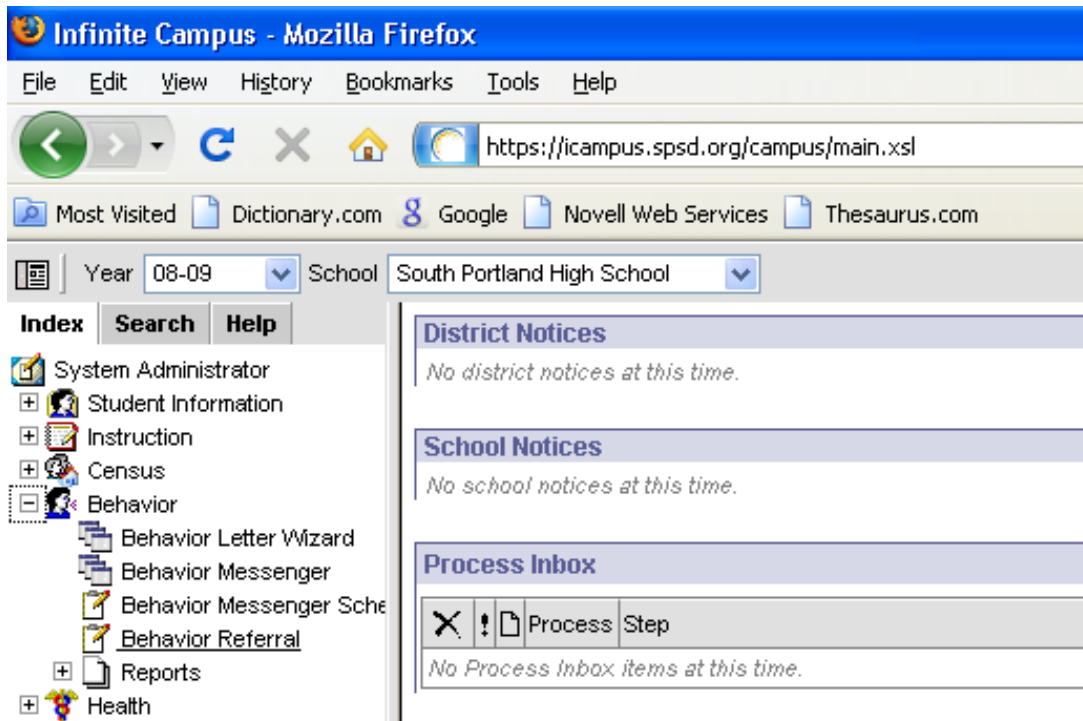 Infinite Campus - Mozilla Firefox
File Edit View History Bookmarks Tools Help
https://icampus.spsd.org/campus/main.xsl
Most Visited Dictionary.com Google Novell Web Services Thesaurus.com
Year 08-09 School South Portland High School
Index Search Help
System Administrator
Student Information
Instruction
Census
Behavior
Behavior Letter Wizard
Behavior Messenger
Behavior Messenger Sche
Behavior Referral
Reports
Health
District Notices
No district notices at this time.
School Notices
No school notices at this time.
Process Inbox
Process Step
No Process Inbox items at this time.